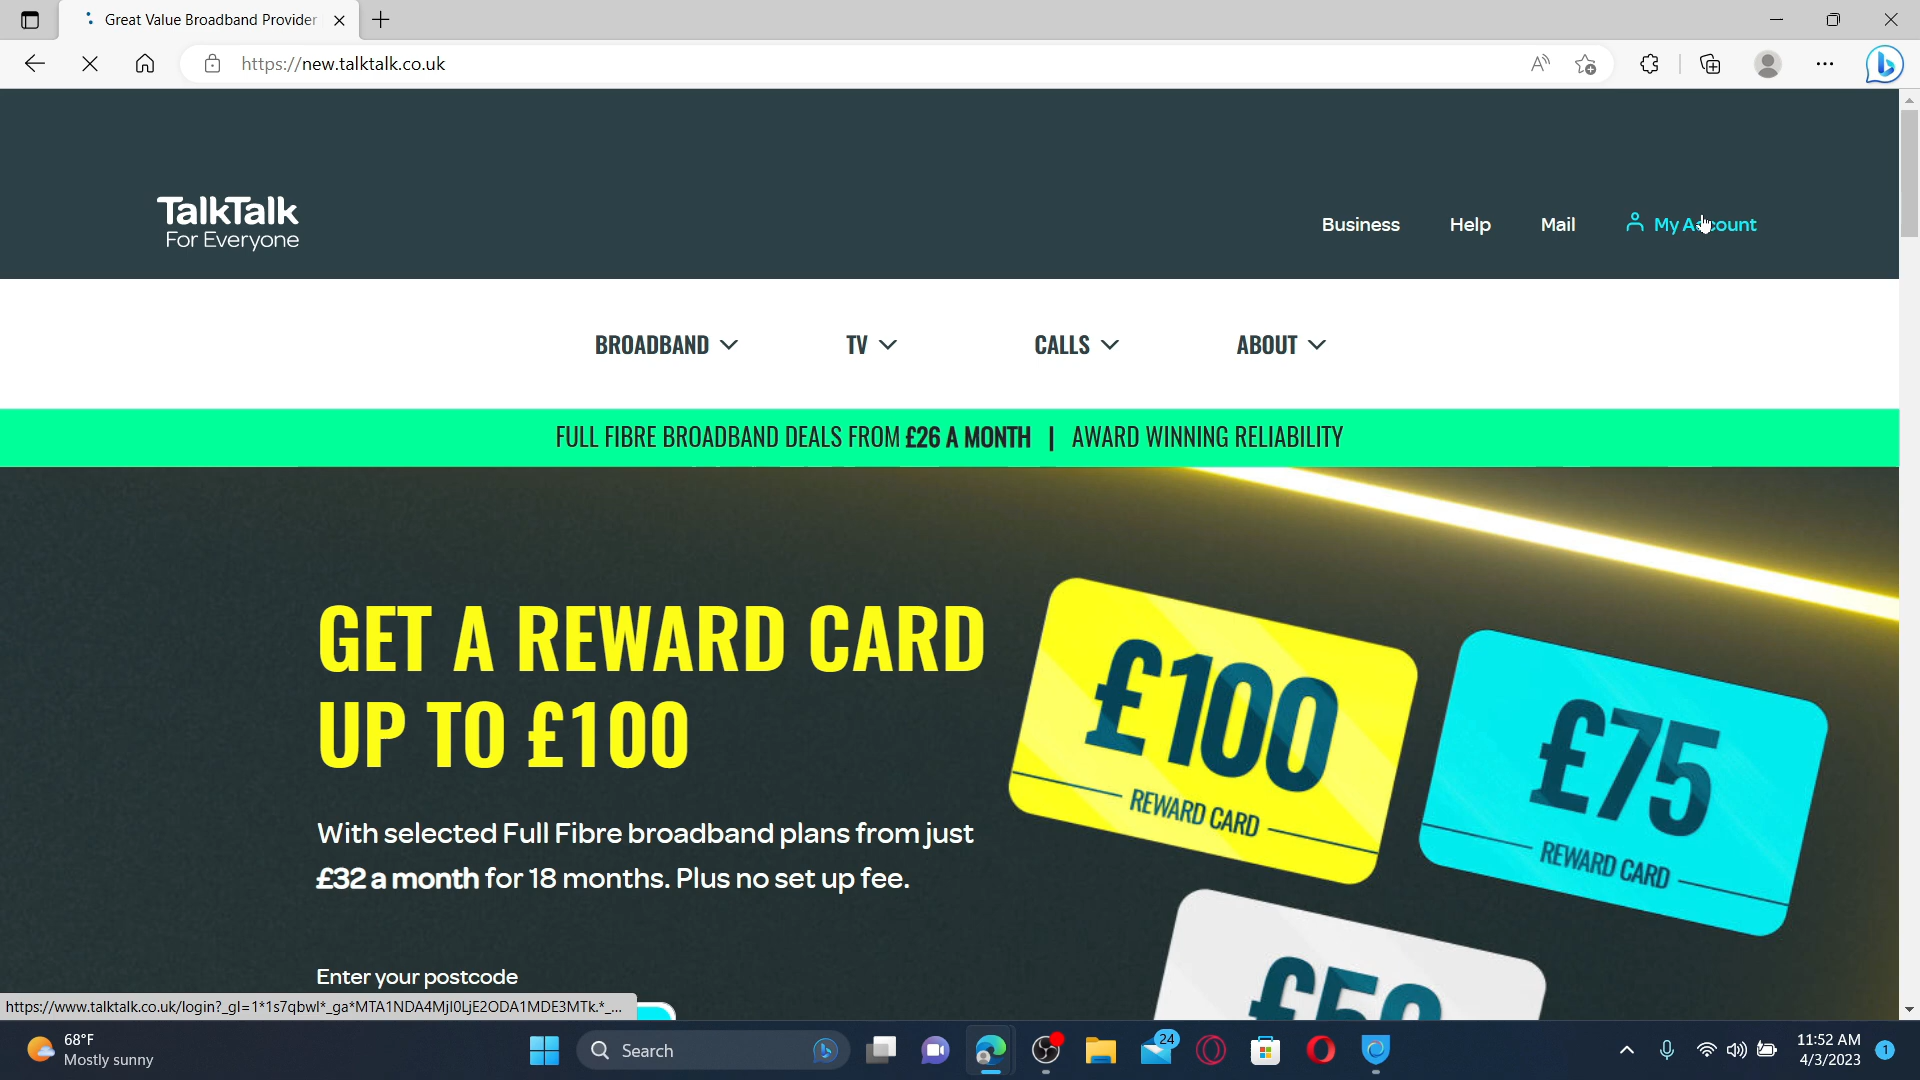 Great Value Broadband Provider
https://new.talktalk.co.uk
TalkTalk
For Everyone
Business
Help
Mail
My Account
BROADBAND
TV
CALLS
ABOUT
FULL FIBRE BROADBAND DEALS FROM £26 A MONTH | AWARD WINNING RELIABILITY
GET A REWARD CARD
UP TO £100
£100
REWARD CARD
£75
REWARD CARD
With selected Full Fibre broadband plans from just
£32 a month for 18 months. Plus no set up fee.
£50
Enter your postcode
https://www.talktalk.co.uk/login?_gl=1*1s7qbwl*_ga*MTA1NDA4MjI0LjE2ODA1MDE3MTk.*_...
68°F
Mostly sunny
Search
24
11:52 AM
4/3/2023
1